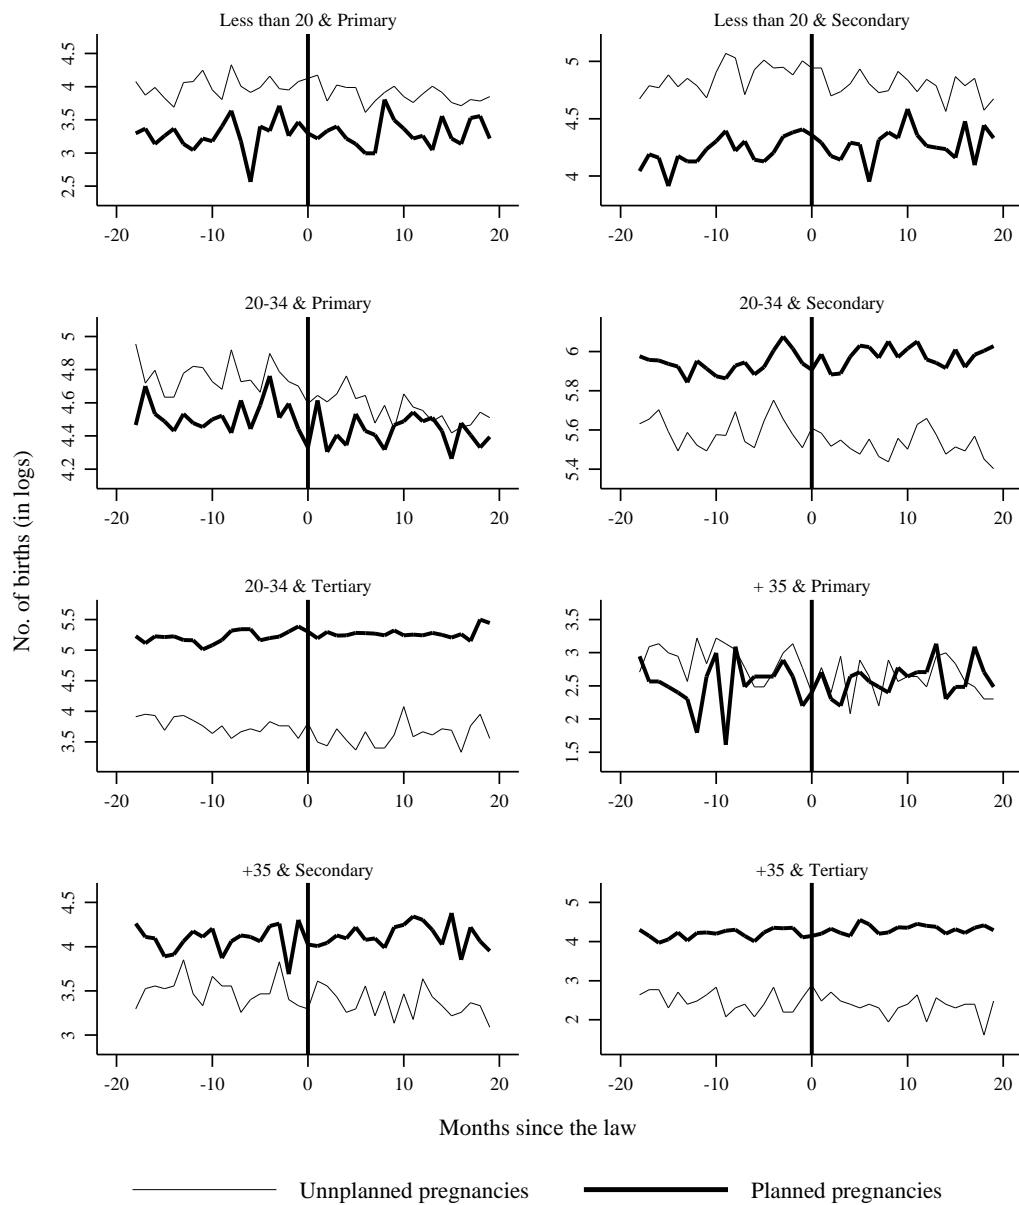 Less than 20 & Primary
4.5
4
3.5
3
2.5
-20 -10 0 10 20
Less than 20 & Secondary
5
4.5
4
-20 -10 0 10 20
20-34 & Primary
5
4.8
4.6
4.4
4.2
-20 -10 0 10 20
20-34 & Secondary
6
5.8
5.6
5.4
-20 -10 0 10 20
No. of births (in logs)
20-34 & Tertiary
5.5
5
4.5
4
3.5
-20 -10 0 10 20
+ 35 & Primary
3.5
3
2.5
2
1.5
-20 -10 0 10 20
+35 & Secondary
4.5
4
3.5
3
-20 -10 0 10 20
+35 & Tertiary
5
4
3
2
-20 -10 0 10 20
Months since the law
Unnplanned pregnancies Planned pregnancies